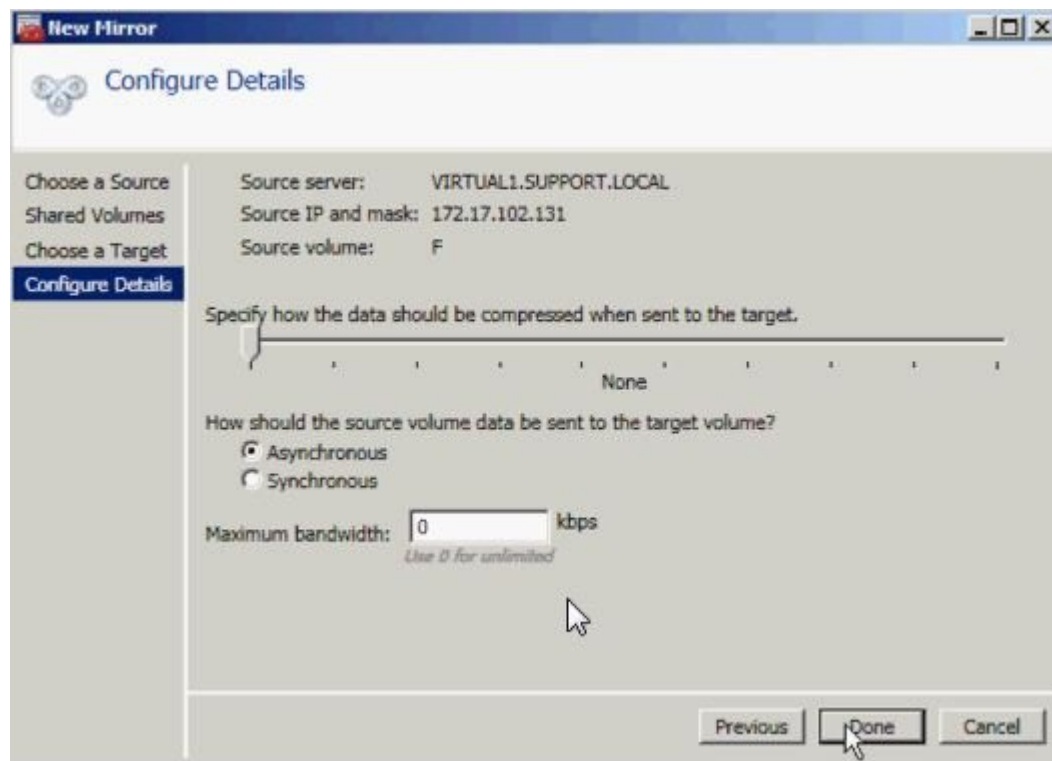 New Mirror
Configure Details
Choose a Source
Shared Volumes
Choose a Target
Configure Details
Source server: VIRTUAL1.SUPPORT.LOCAL
Source IP and mask: 172.17.102.131
Source volume: F
Specify how the data should be compressed when sent to the target.
None
How should the source volume data be sent to the target volume?
Asynchronous
Synchronous
Maximum bandwidth: 0 kbps
Use 0 for unlimited
Previous Done Cancel